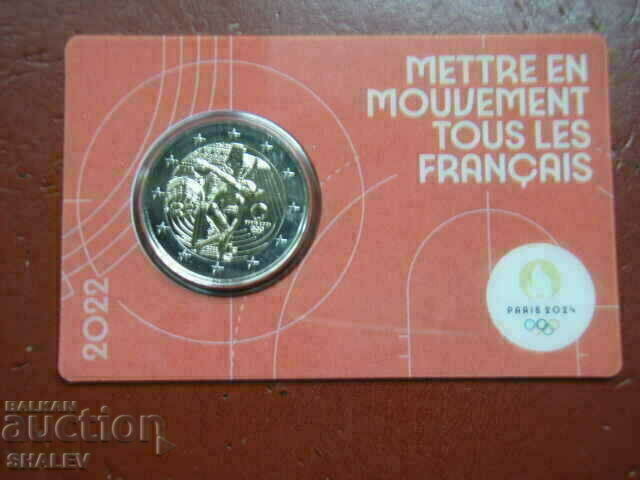 METTRE EN
MOUVEMENT
TOUS LES
FRANÇAIS
2022
PARIS 2024
BALKAN
auction
SHALEV